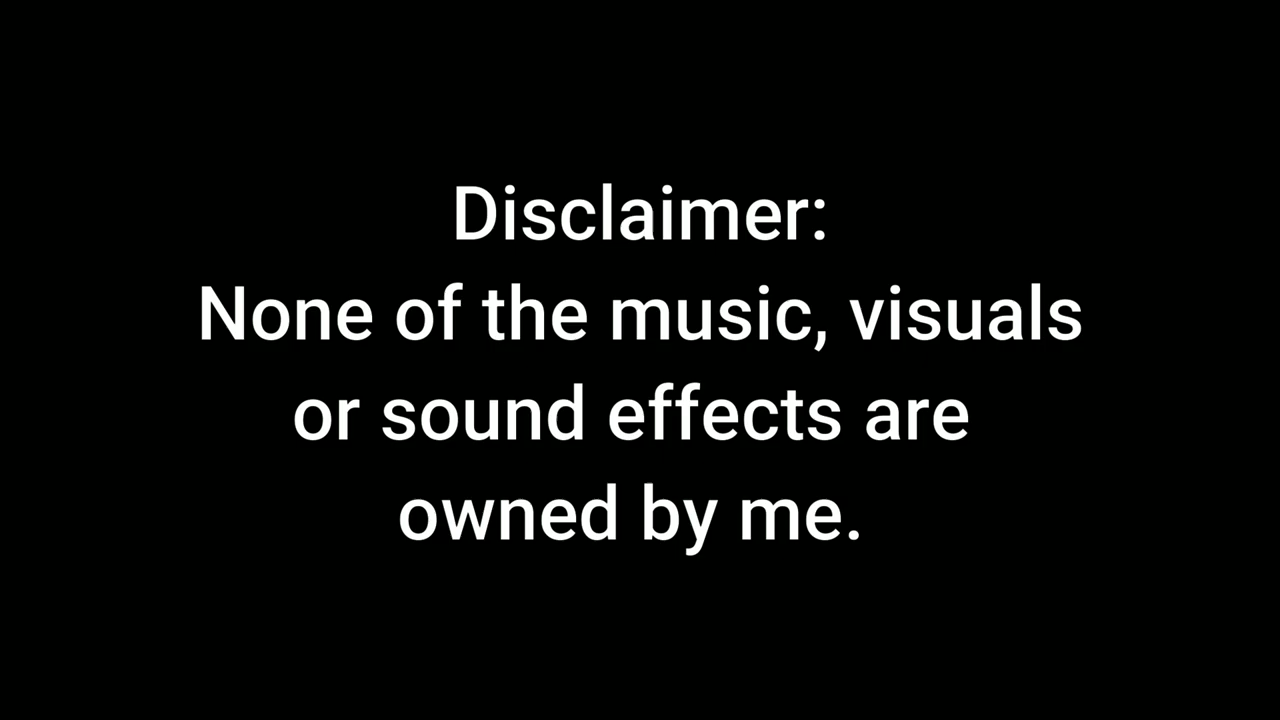 Disclaimer:
None of the music, visuals
or sound effects are
owned by me.